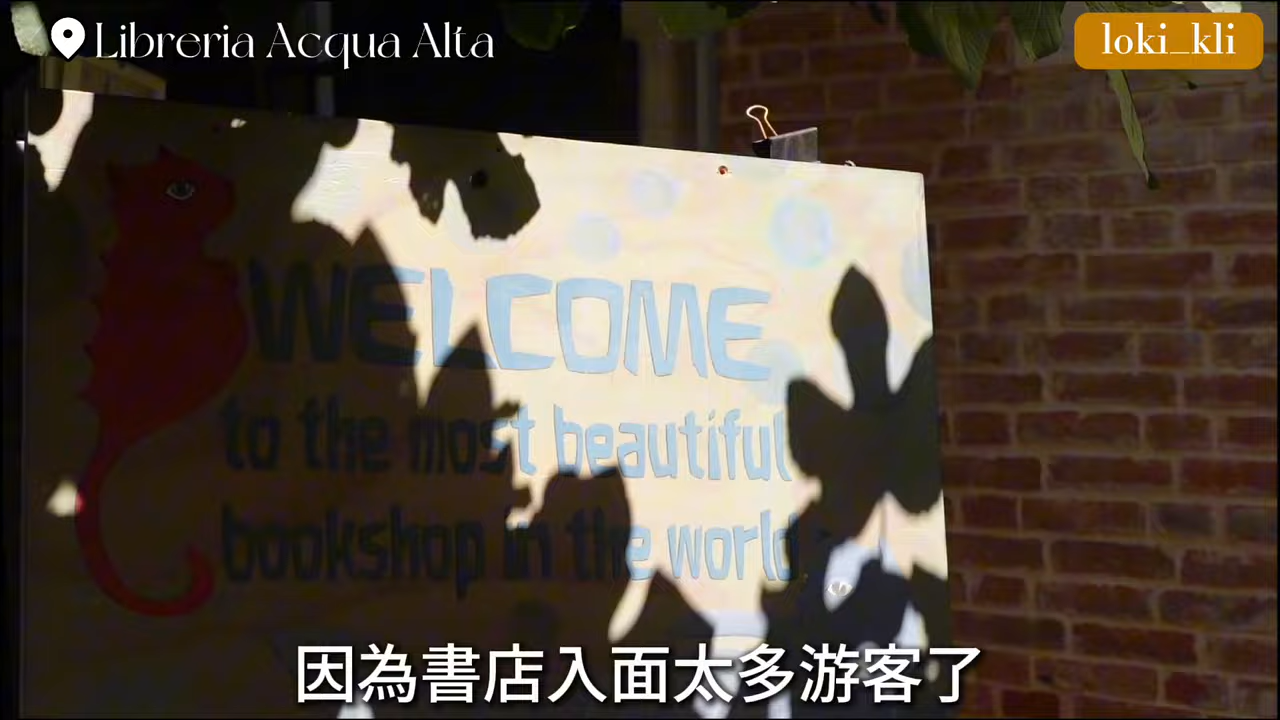 Libreria Acqua Alta
loki_kli
WELCOME
to the most beautiful
bookshop in the world
因為書店入面太多游客了